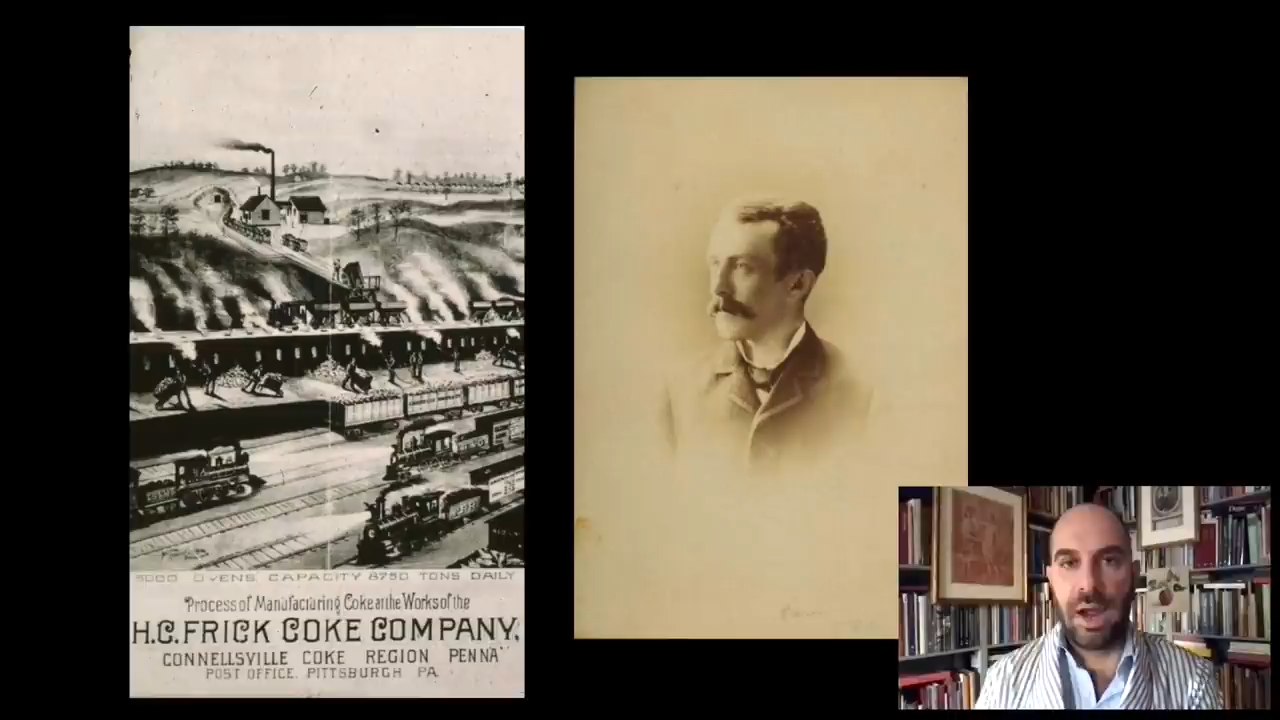 5000 OVENS CAPACITY 8750 TONS DAILY
Process of Manufacturing Coke at the Works of the
H.C. FRICK COKE COMPANY,
CONNELLSVILLE COKE REGION PENNA
POST OFFICE. PITTSBURGH PA.